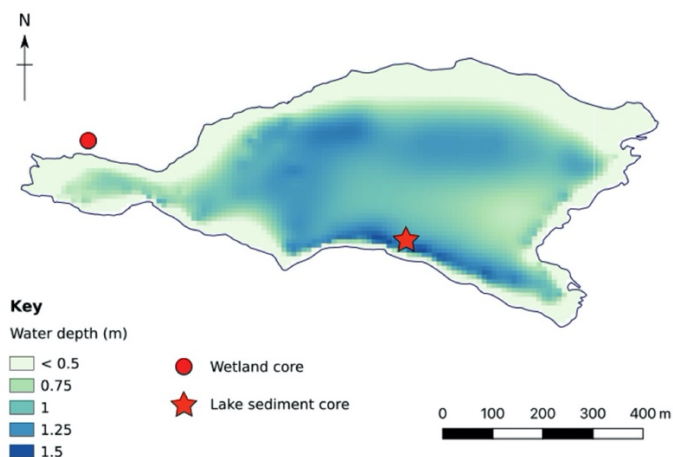 N
Key
Water depth (m)
< 0.5
0.75
1
1.25
1.5
Wetland core
Lake sediment core
0 100 200 300 400 m